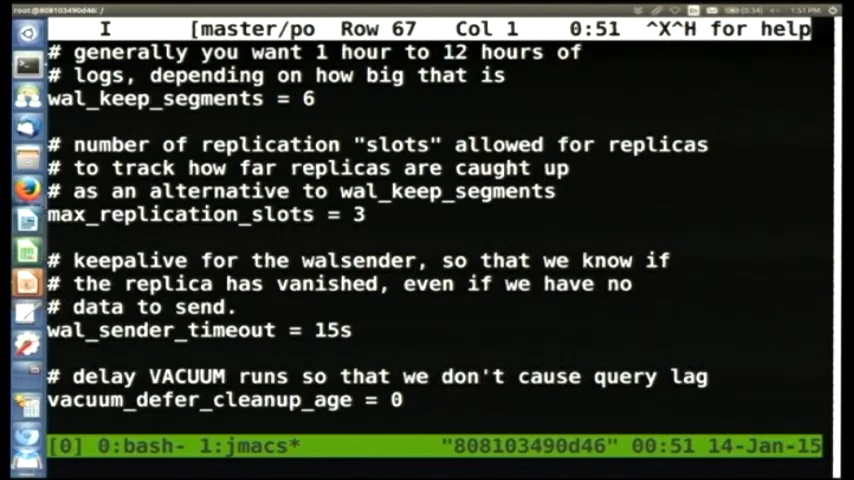 root@808103490d46: /
1:51 PM
I [master/po Row 67 Col 1 0:51 ^X^H for help
# generally you want 1 hour to 12 hours of
# logs, depending on how big that is
wal_keep_segments = 6
# number of replication "slots" allowed for replicas
# to track how far replicas are caught up
# as an alternative to wal_keep_segments
max_replication_slots = 3
# keepalive for the walsender, so that we know if
# the replica has vanished, even if we have no
# data to send.
wal_sender_timeout = 15s
# delay VACUUM runs so that we don't cause query lag
vacuum_defer_cleanup_age = 0
[0] 0:bash- 1:jmacs* "808103490d46" 00:51 14-Jan-15